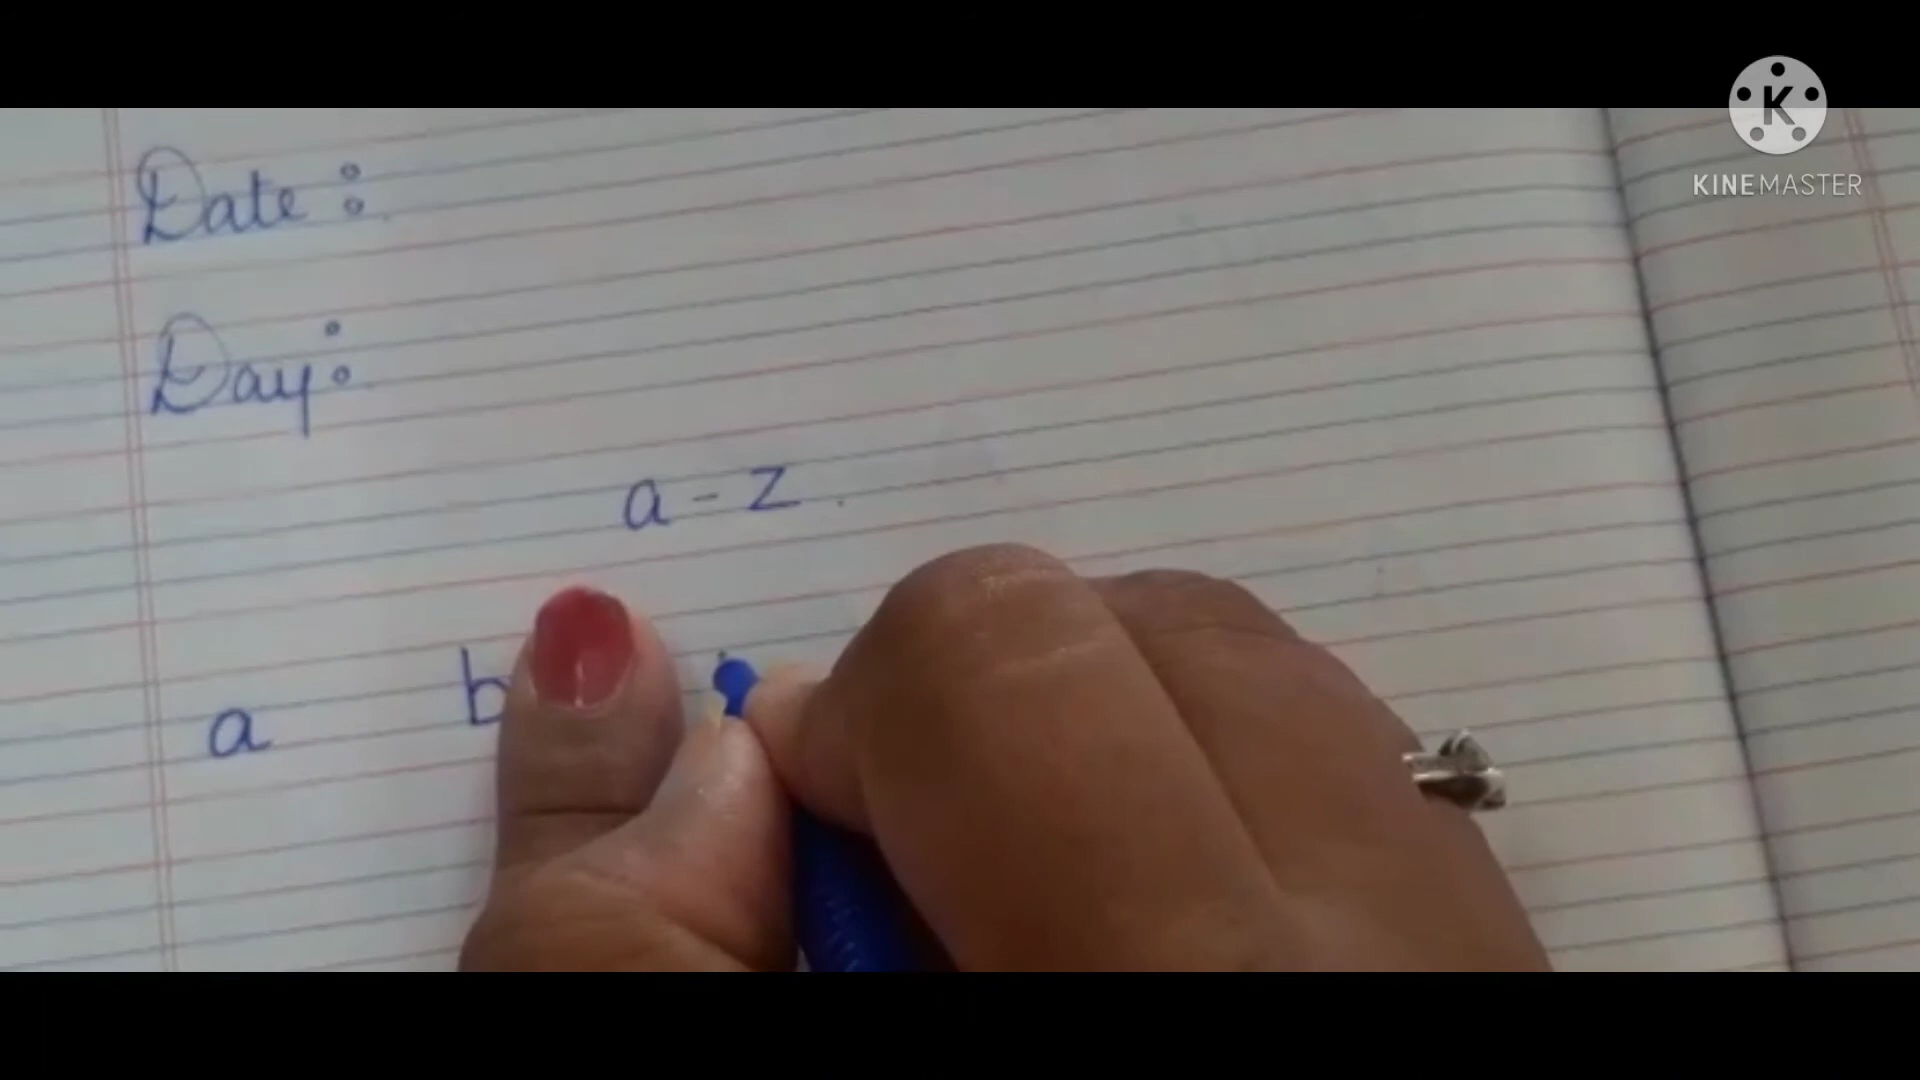 KINEMASTER
Date:
Day:
a - z.
a b